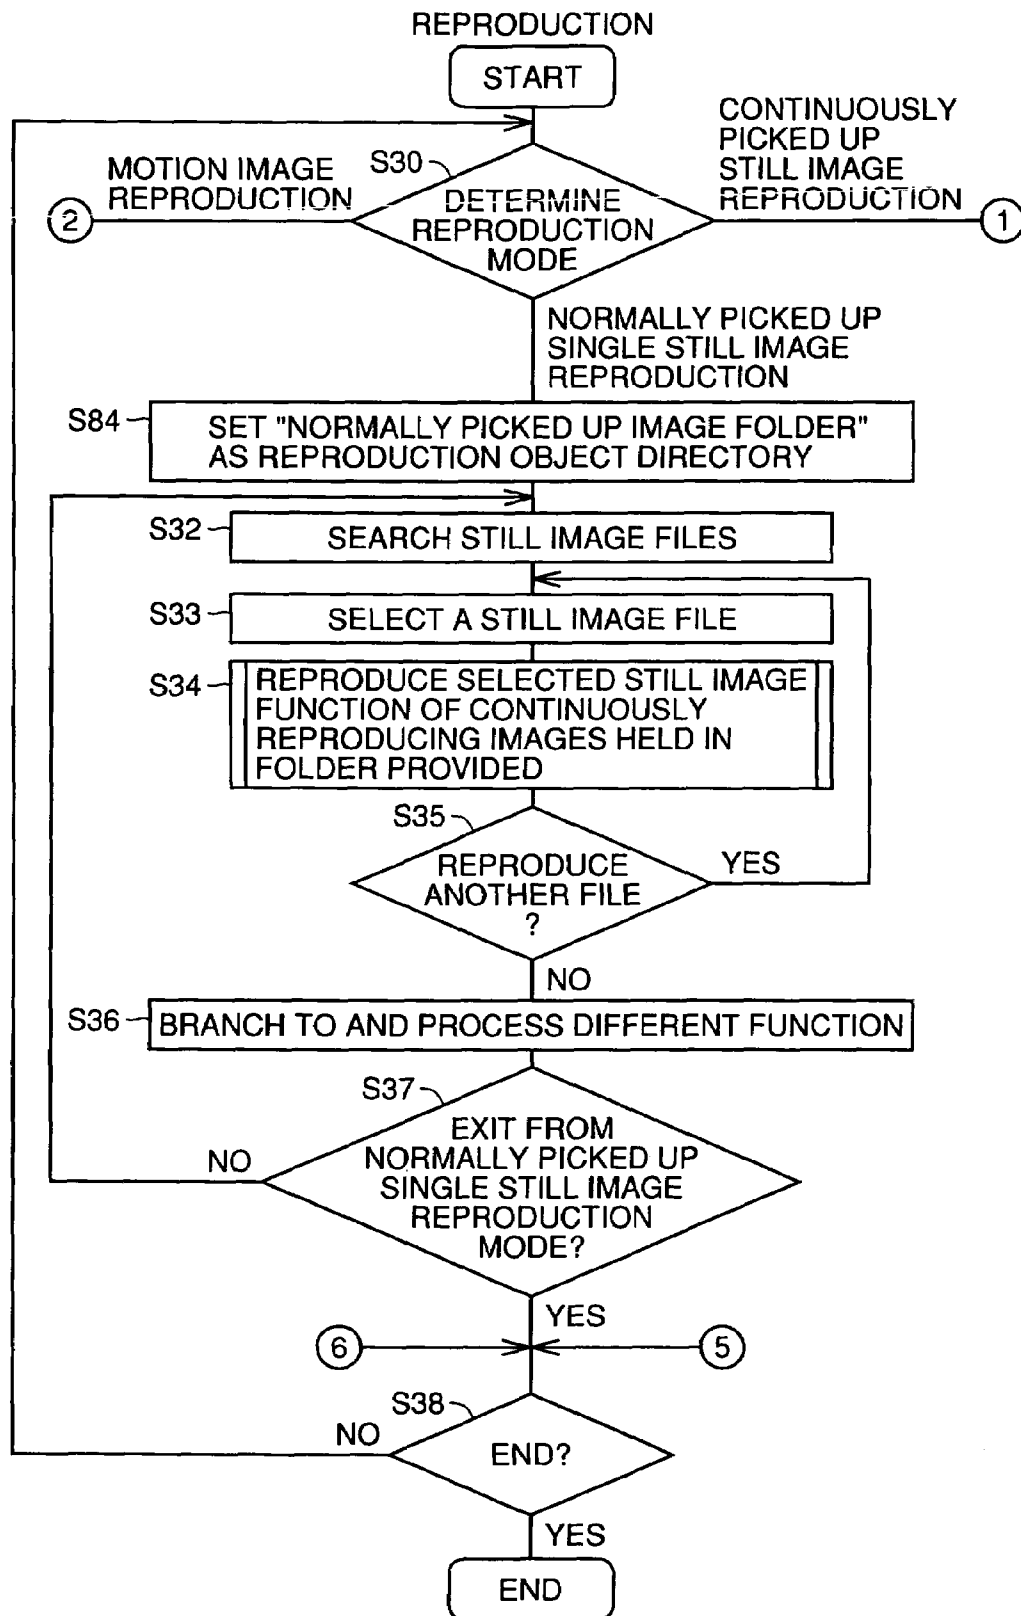 REPRODUCTION
START
CONTINUOUSLY
PICKED UP
STILL IMAGE
REPRODUCTION
S30
MOTION IMAGE
REPRODUCTION
2
DETERMINE
REPRODUCTION
MODE
1
NORMALLY PICKED UP
SINGLE STILL IMAGE
REPRODUCTION
S84
SET "NORMALLY PICKED UP IMAGE FOLDER"
AS REPRODUCTION OBJECT DIRECTORY
S32
SEARCH STILL IMAGE FILES
S33
SELECT A STILL IMAGE FILE
S34
REPRODUCE SELECTED STILL IMAGE
FUNCTION OF CONTINUOUSLY
REPRODUCING IMAGES HELD IN
FOLDER PROVIDED
S35
REPRODUCE
ANOTHER FILE
?
YES
NO
S36
BRANCH TO AND PROCESS DIFFERENT FUNCTION
S37
EXIT FROM
NORMALLY PICKED UP
SINGLE STILL IMAGE
REPRODUCTION
MODE?
NO
YES
6
5
S38
NO
END?
YES
END